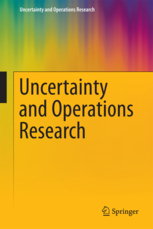 Uncertainty and Operations Research
Uncertainty
and Operations
Research
Springer